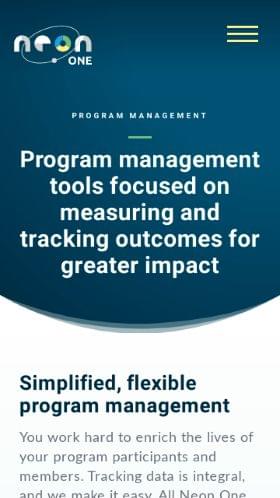 neon
ONE
PROGRAM MANAGEMENT
Program management
tools focused on
measuring and
tracking outcomes for
greater impact
Simplified, flexible
program management
You work hard to enrich the lives of
your program participants and
members. Tracking data is integral,
and we make it easy. All Neon One